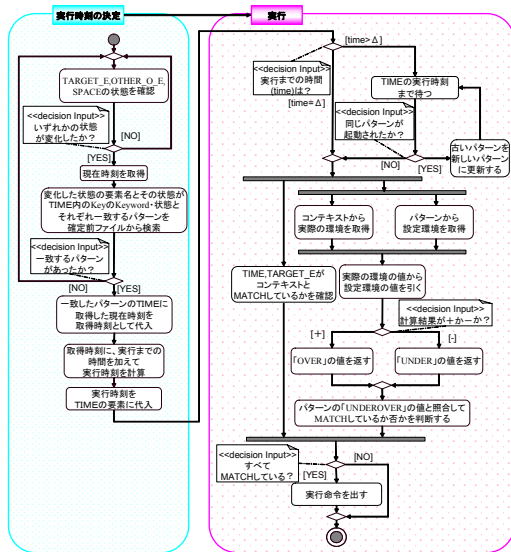 実行時刻の決定
TARGET_E,OTHER_O_E,
SPACEの状態を確認
<<decision Input>>
いずれかの状態
が変化したか？
[NO]
[YES]
現在時刻を取得
変化した状態の要素名とその状態が
TIME内のKeyのKeyword・状態と
それぞれ一致するパターンを
確定前ファイルから検索
<<decision Input>>
一致するパターン
があったか？
[NO]
[YES]
一致したパターンのTIMEに
取得した現在時刻を
取得時刻として代入
取得時刻に、実行までの
時間を加えて
実行時刻を計算
実行時刻を
TIMEの要素に代入
実行
[time>Δ]
<<decision Input>>
実行までの時間
(time)は？
[time=Δ]
TIMEの実行時刻
まで待つ
<<decision Input>>
同じパターンが
起動されたか？
[NO]
[YES]
古いパターンを
新しいパターン
に更新する
コンテキストから
実際の環境を取得
パターンから
設定環境を取得
TIME,TARGET_Eが
コンテキストと
MATCHしているかを確認
実際の環境の値から
設定環境の値を引く
<<decision Input>>
計算結果が＋かーか？
[＋]
[-]
「OVER」の値を返す
「UNDER」の値を返す
パターンの「UNDEROVER」の値と照合して
MATCHしているか否かを判断する
<<decision Input>>
すべて
MATCHしている？
[NO]
[YES]
実行命令を出す